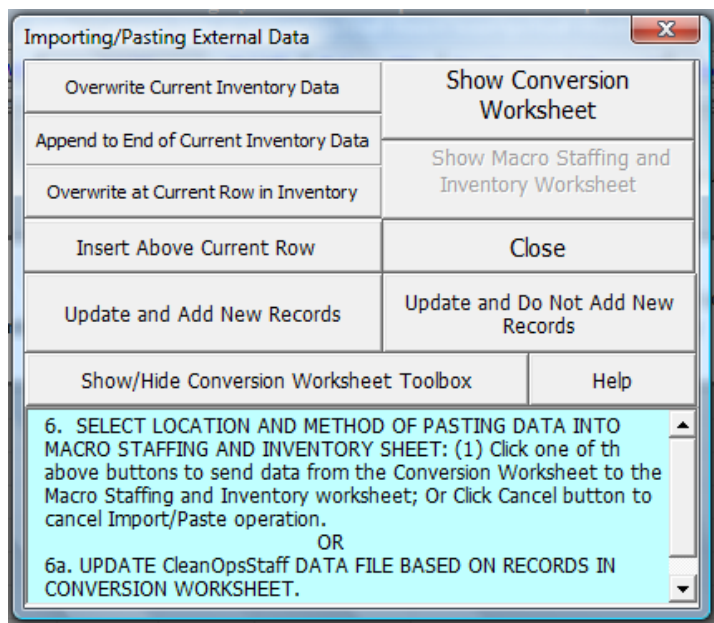 Importing/Pasting External Data
X
Overwrite Current Inventory Data
Show Conversion
Worksheet
Append to End of Current Inventory Data
Show Macro Staffing and
Inventory Worksheet
Overwrite at Current Row in Inventory
Insert Above Current Row
Close
Update and Add New Records
Update and Do Not Add New
Records
Show/Hide Conversion Worksheet Toolbox
Help
6.  SELECT LOCATION AND METHOD OF PASTING DATA INTO
MACRO STAFFING AND INVENTORY SHEET: (1) Click one of th
above buttons to send data from the Conversion Worksheet to the
Macro Staffing and Inventory worksheet; Or Click Cancel button to
cancel Import/Paste operation.
OR
6a. UPDATE CleanOpsStaff DATA FILE BASED ON RECORDS IN
CONVERSION WORKSHEET.